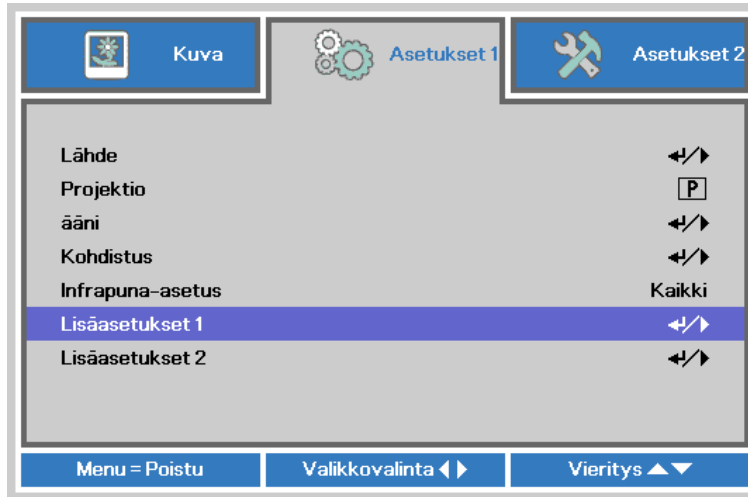 Kuva
Asetukset 1
Asetukset 2
Lähde
Projektio P
ääni
Kohdistus
Infrapuna-asetus Kaikki
Lisäasetukset 1
Lisäasetukset 2
Menu = Poistu
Valikkovalinta
Vieritys